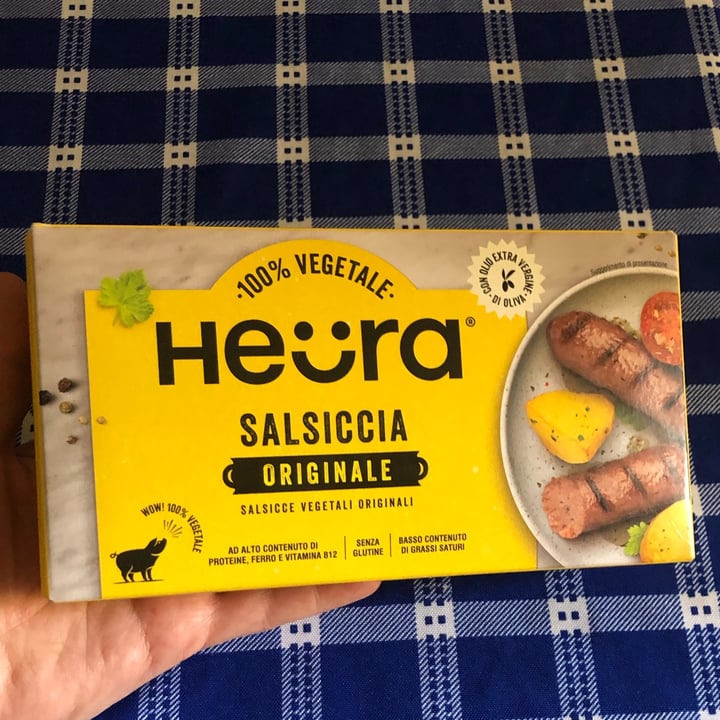 ·100% VEGETALE·
·CON OLIO EXTRA VERGINE·
DI OLIVA
Suggerimento di presentazione
Heüra®
SALSICCIA
ORIGINALE
SALSICCE VEGETALI ORIGINALI
WOW! 100% VEGETALE
AD ALTO CONTENUTO DI
PROTEINE, FERRO E VITAMINA B12
SENZA
GLUTINE
BASSO CONTENUTO
DI GRASSI SATURI